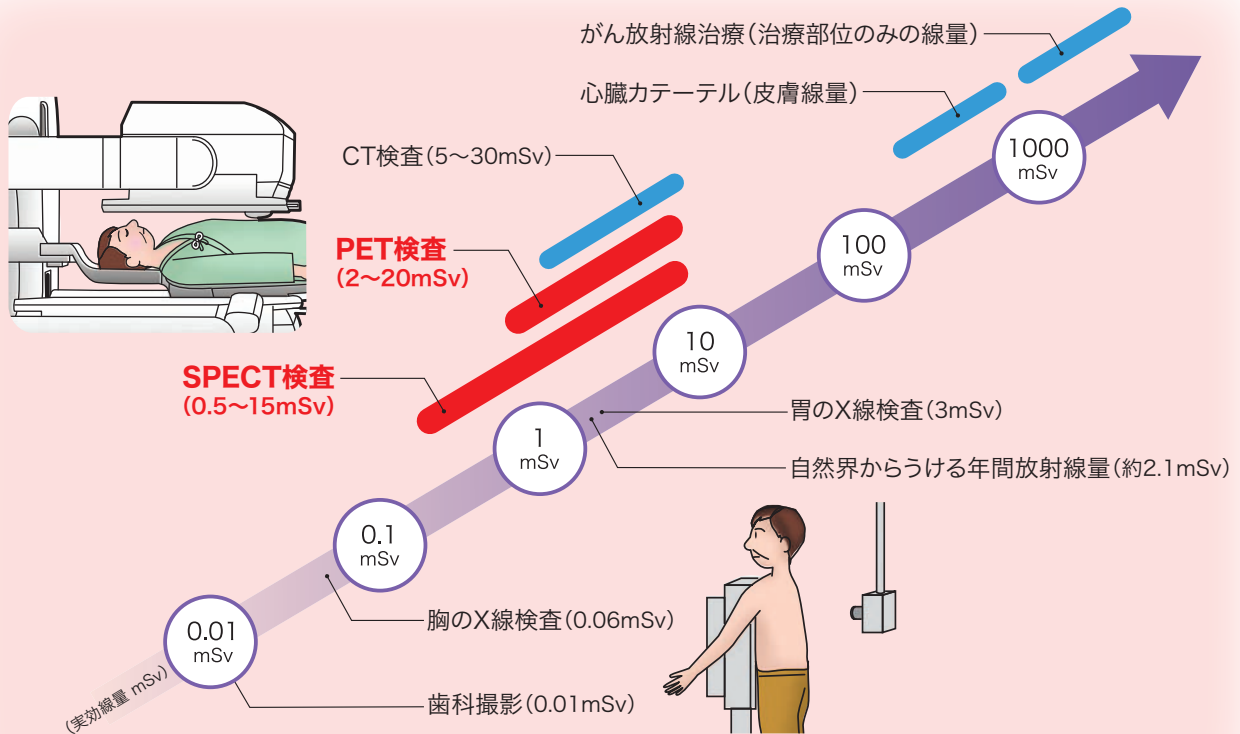 がん放射線治療(治療部位のみの線量)
心臓カテーテル(皮膚線量)
CT検査(5〜30mSv)
PET検査
(2〜20mSv)
SPECT検査
(0.5〜15mSv)
1000
mSv
100
mSv
10
mSv
1
mSv
0.1
mSv
0.01
mSv
胃のX線検査(3mSv)
自然界からうける年間放射線量(約2.1mSv)
胸のX線検査(0.06mSv)
歯科撮影(0.01mSv)
(実効線量 mSv)